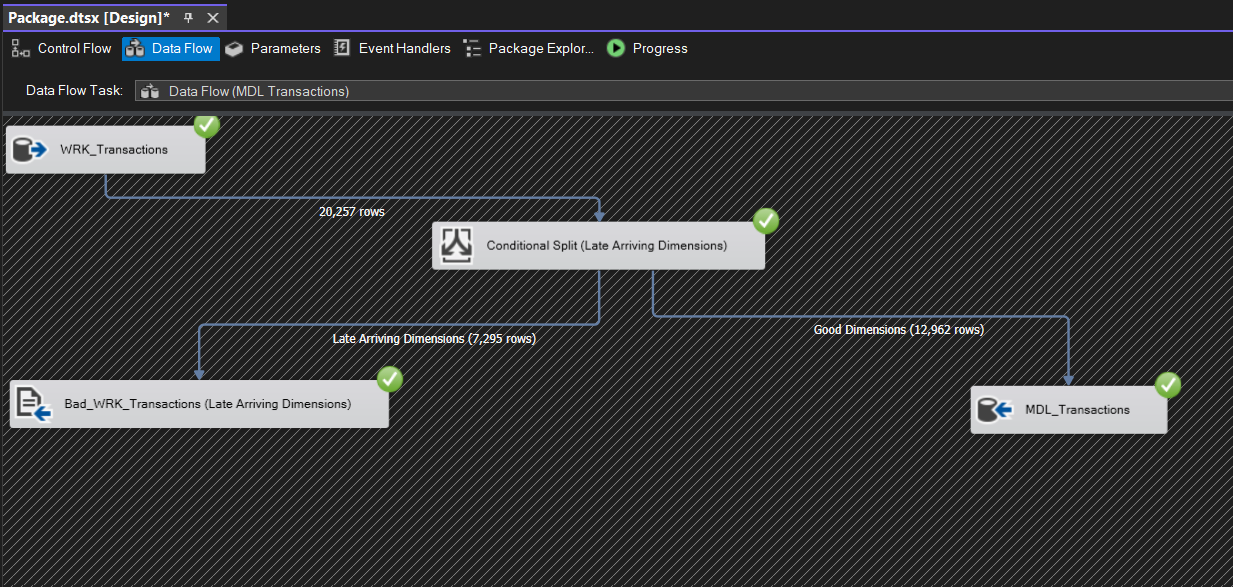 Package.dtsx [Design]*
Control Flow
Data Flow
Parameters
Event Handlers
Package Explor...
Progress
Data Flow Task:
Data Flow (MDL Transactions)
WRK_Transactions
20,257 rows
Conditional Split (Late Arriving Dimensions)
Late Arriving Dimensions (7,295 rows)
Good Dimensions (12,962 rows)
Bad_WRK_Transactions (Late Arriving Dimensions)
MDL_Transactions